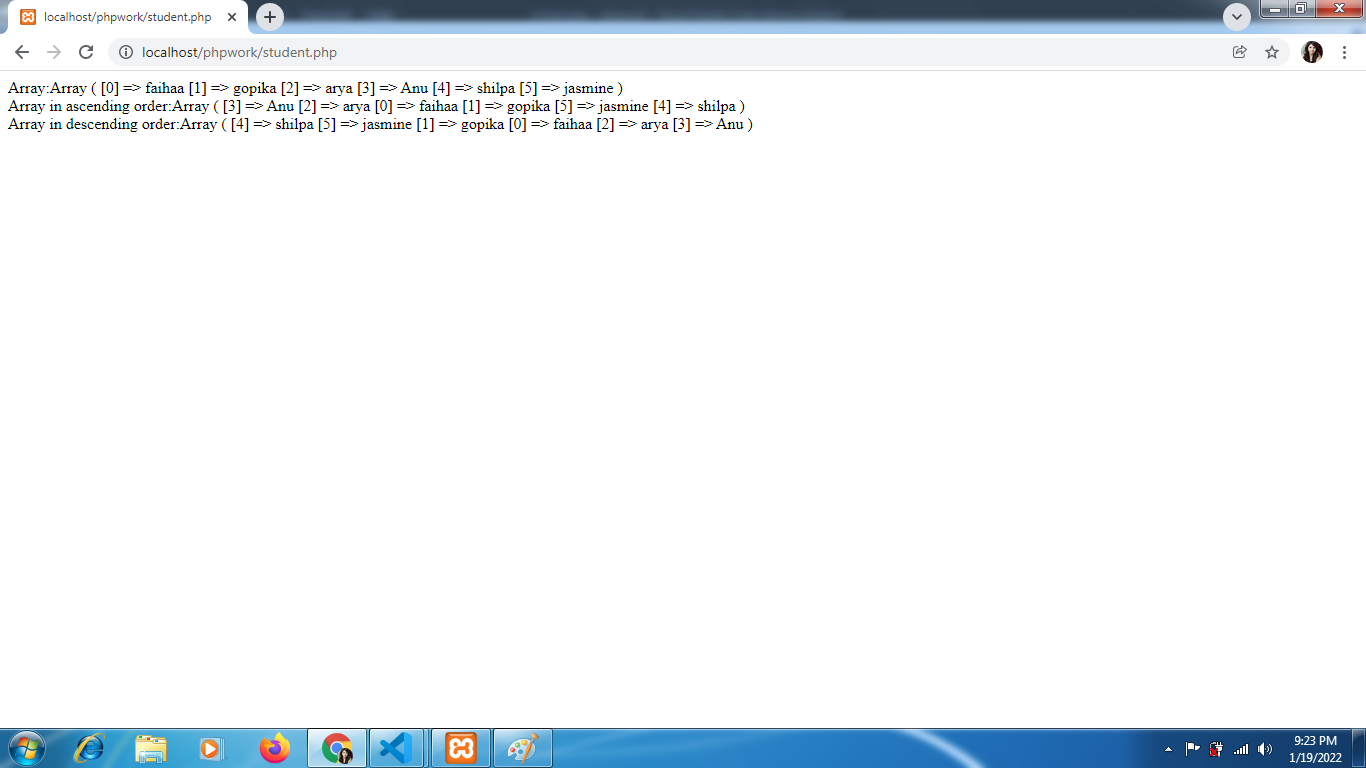 localhost/phpwork/student.php
localhost/phpwork/student.php
Array:Array ( [0] => faihaa [1] => gopika [2] => arya [3] => Anu [4] => shilpa [5] => jasmine )
Array in ascending order:Array ( [3] => Anu [2] => arya [0] => faihaa [1] => gopika [5] => jasmine [4] => shilpa )
Array in descending order:Array ( [4] => shilpa [5] => jasmine [1] => gopika [0] => faihaa [2] => arya [3] => Anu )
9:23 PM
1/19/2022